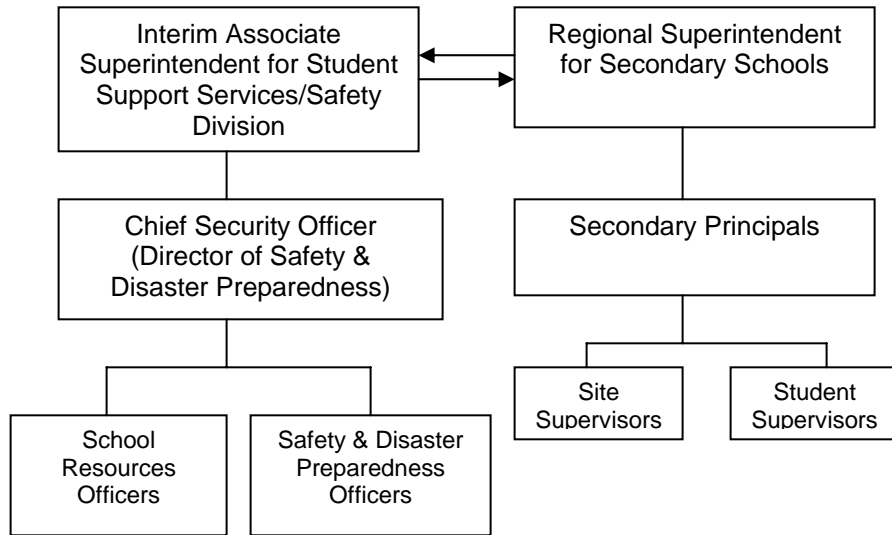 Interim Associate
Superintendent for Student
Support Services/Safety
Division
Regional Superintendent
for Secondary Schools
Chief Security Officer
(Director of Safety &
Disaster Preparedness)
Secondary Principals
School
Resources
Officers
Safety & Disaster
Preparedness
Officers
Site
Supervisors
Student
Supervisors